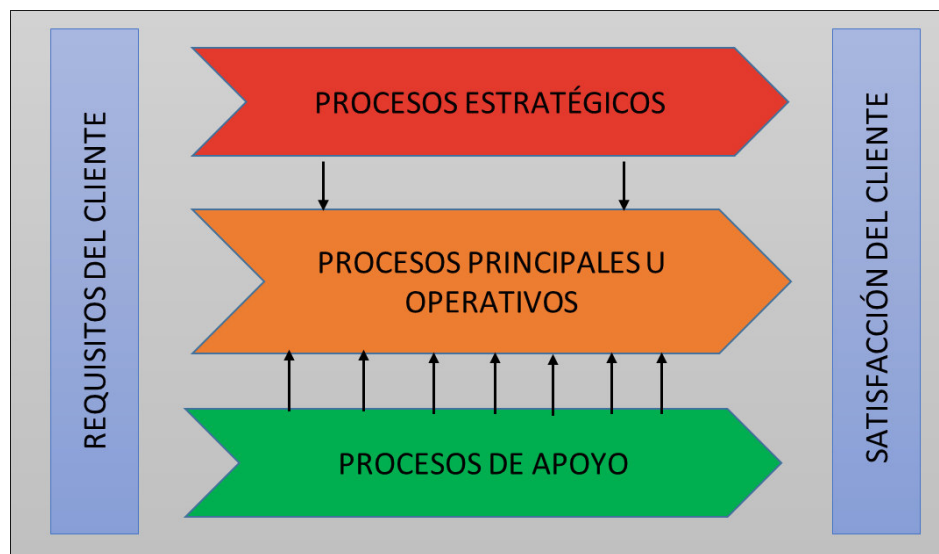 REQUISITOS DEL CLIENTE
PROCESOS ESTRATÉGICOS
PROCESOS PRINCIPALES U
OPERATIVOS
PROCESOS DE APOYO
SATISFACCIÓN DEL CLIENTE